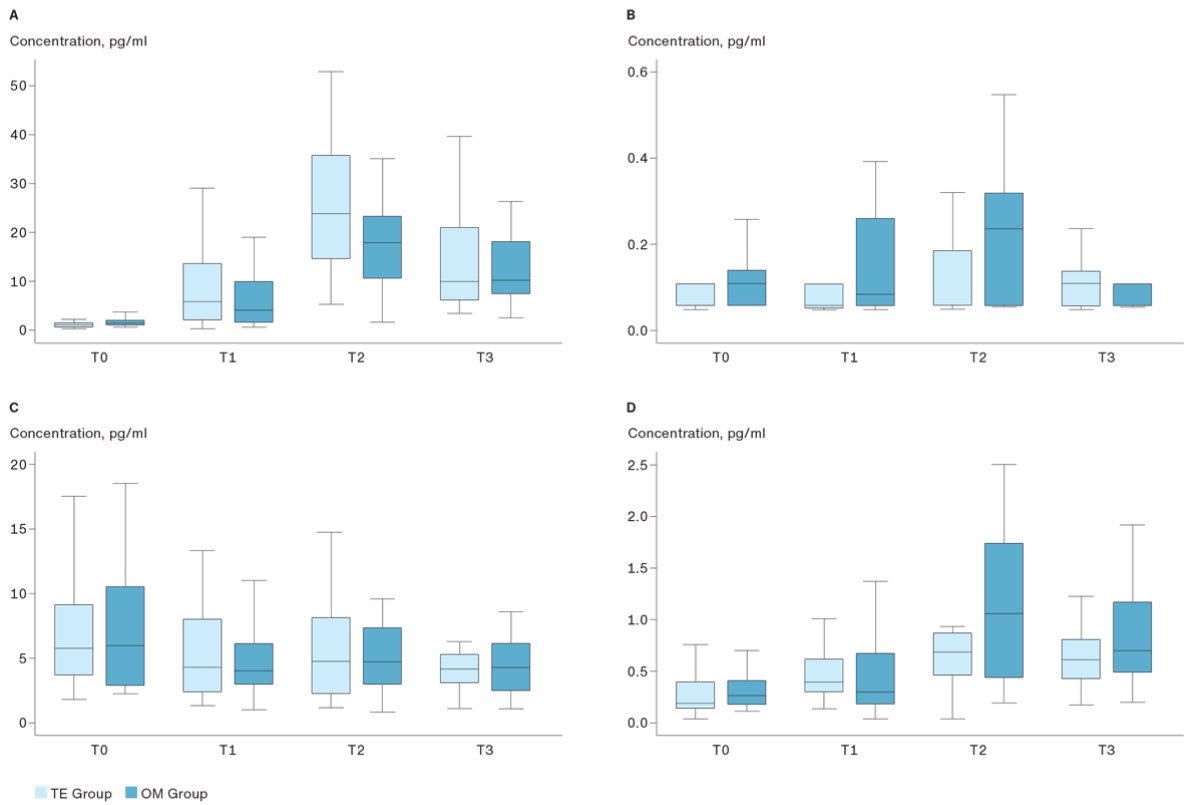 A
Concentration, pg/ml
50
40
30
20
10
0
T0 T1 T2 T3
B
Concentration, pg/ml
0.6
0.4
0.2
0.0
T0 T1 T2 T3
C
Concentration, pg/ml
20
15
10
5
0
T0 T1 T2 T3
D
Concentration, pg/ml
2.5
2.0
1.5
1.0
0.5
0.0
T0 T1 T2 T3
TE Group OM Group